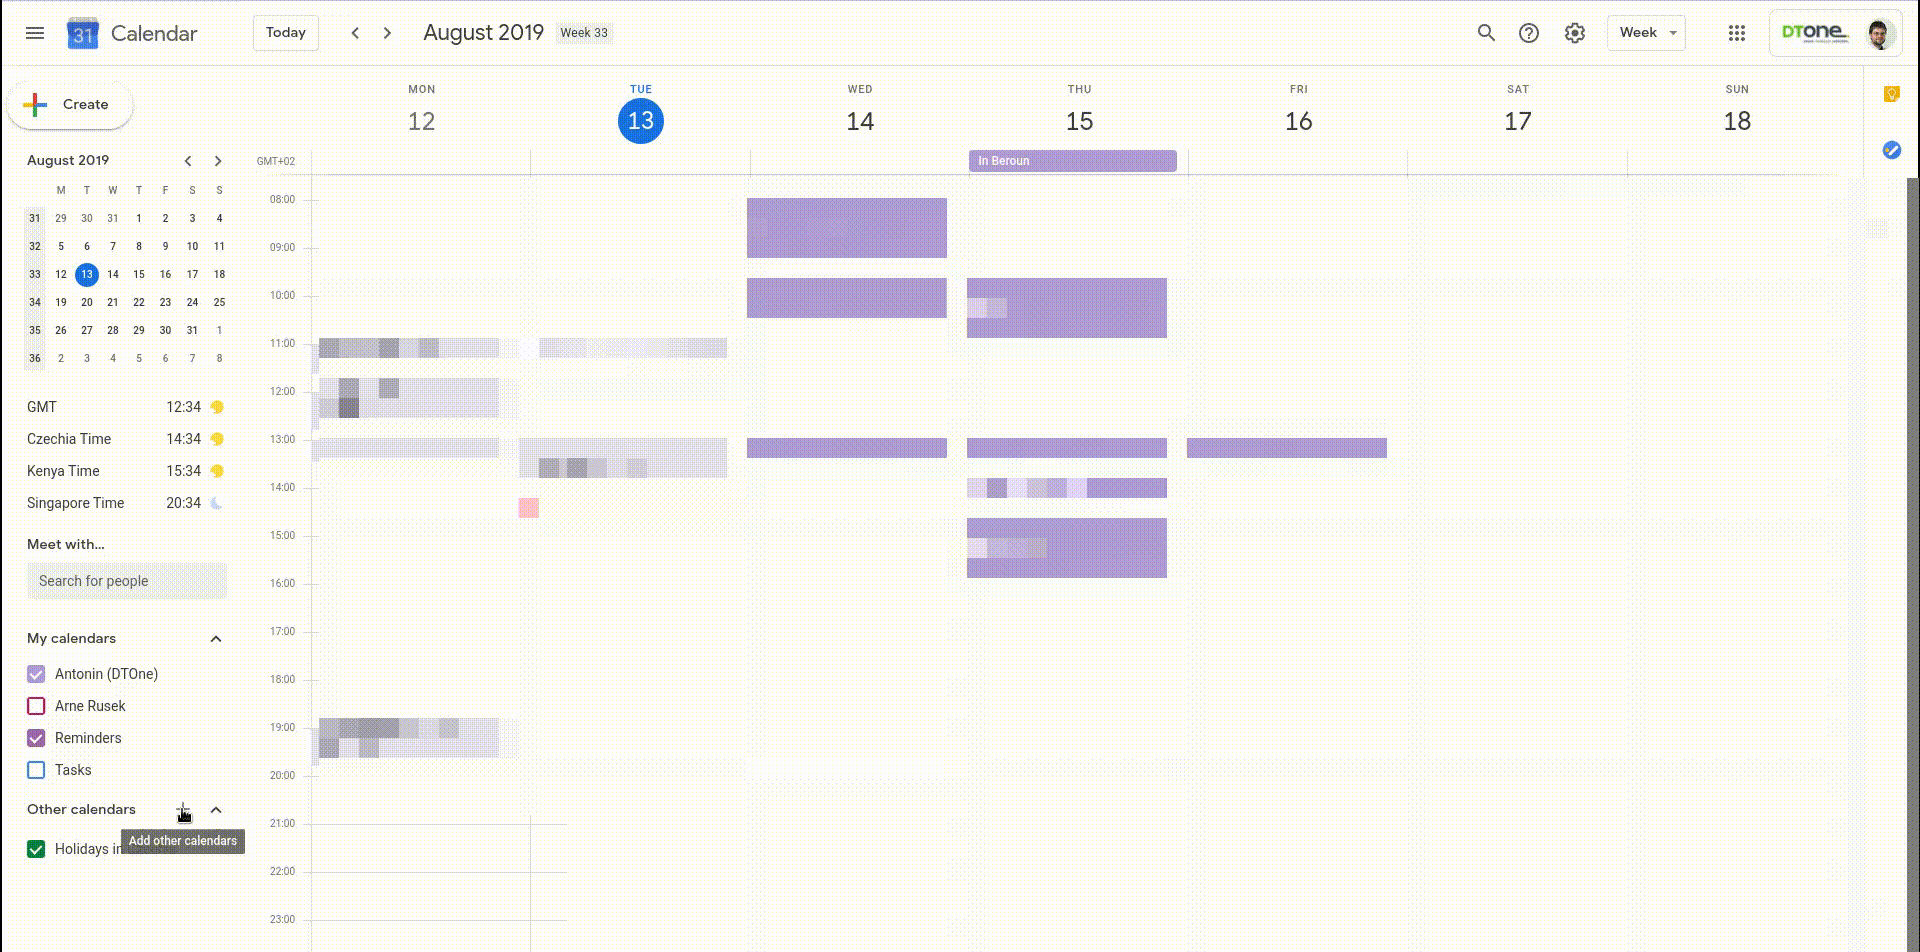 31 Calendar Today August 2019 Week 33 Week DTone
Create
MON TUE WED THU FRI SAT SUN
12 13 14 15 16 17 18
GMT+02 In Beroun
August 2019
M T W T F S S
31 29 30 31 1 2 3 4
32 5 6 7 8 9 10 11
33 12 13 14 15 16 17 18
34 19 20 21 22 23 24 25
35 26 27 28 29 30 31 1
36 2 3 4 5 6 7 8
GMT 12:34
Czechia Time 14:34
Kenya Time 15:34
Singapore Time 20:34
Meet with...
Search for people
My calendars
Antonin (DTOne)
Arne Rusek
Reminders
Tasks
Other calendars
Add other calendars
Holidays in
08:00
09:00
10:00
11:00
12:00
13:00
14:00
15:00
16:00
17:00
18:00
19:00
20:00
21:00
22:00
23:00